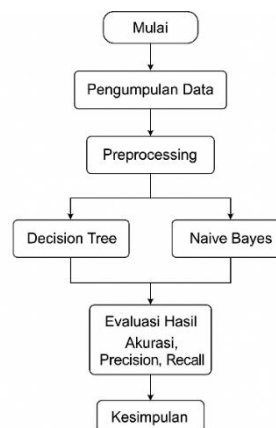 Mulai
Pengumpulan Data
Preprocessing
Decision Tree
Naive Bayes
Evaluasi Hasil
Akurasi,
Precision, Recall
Kesimpulan